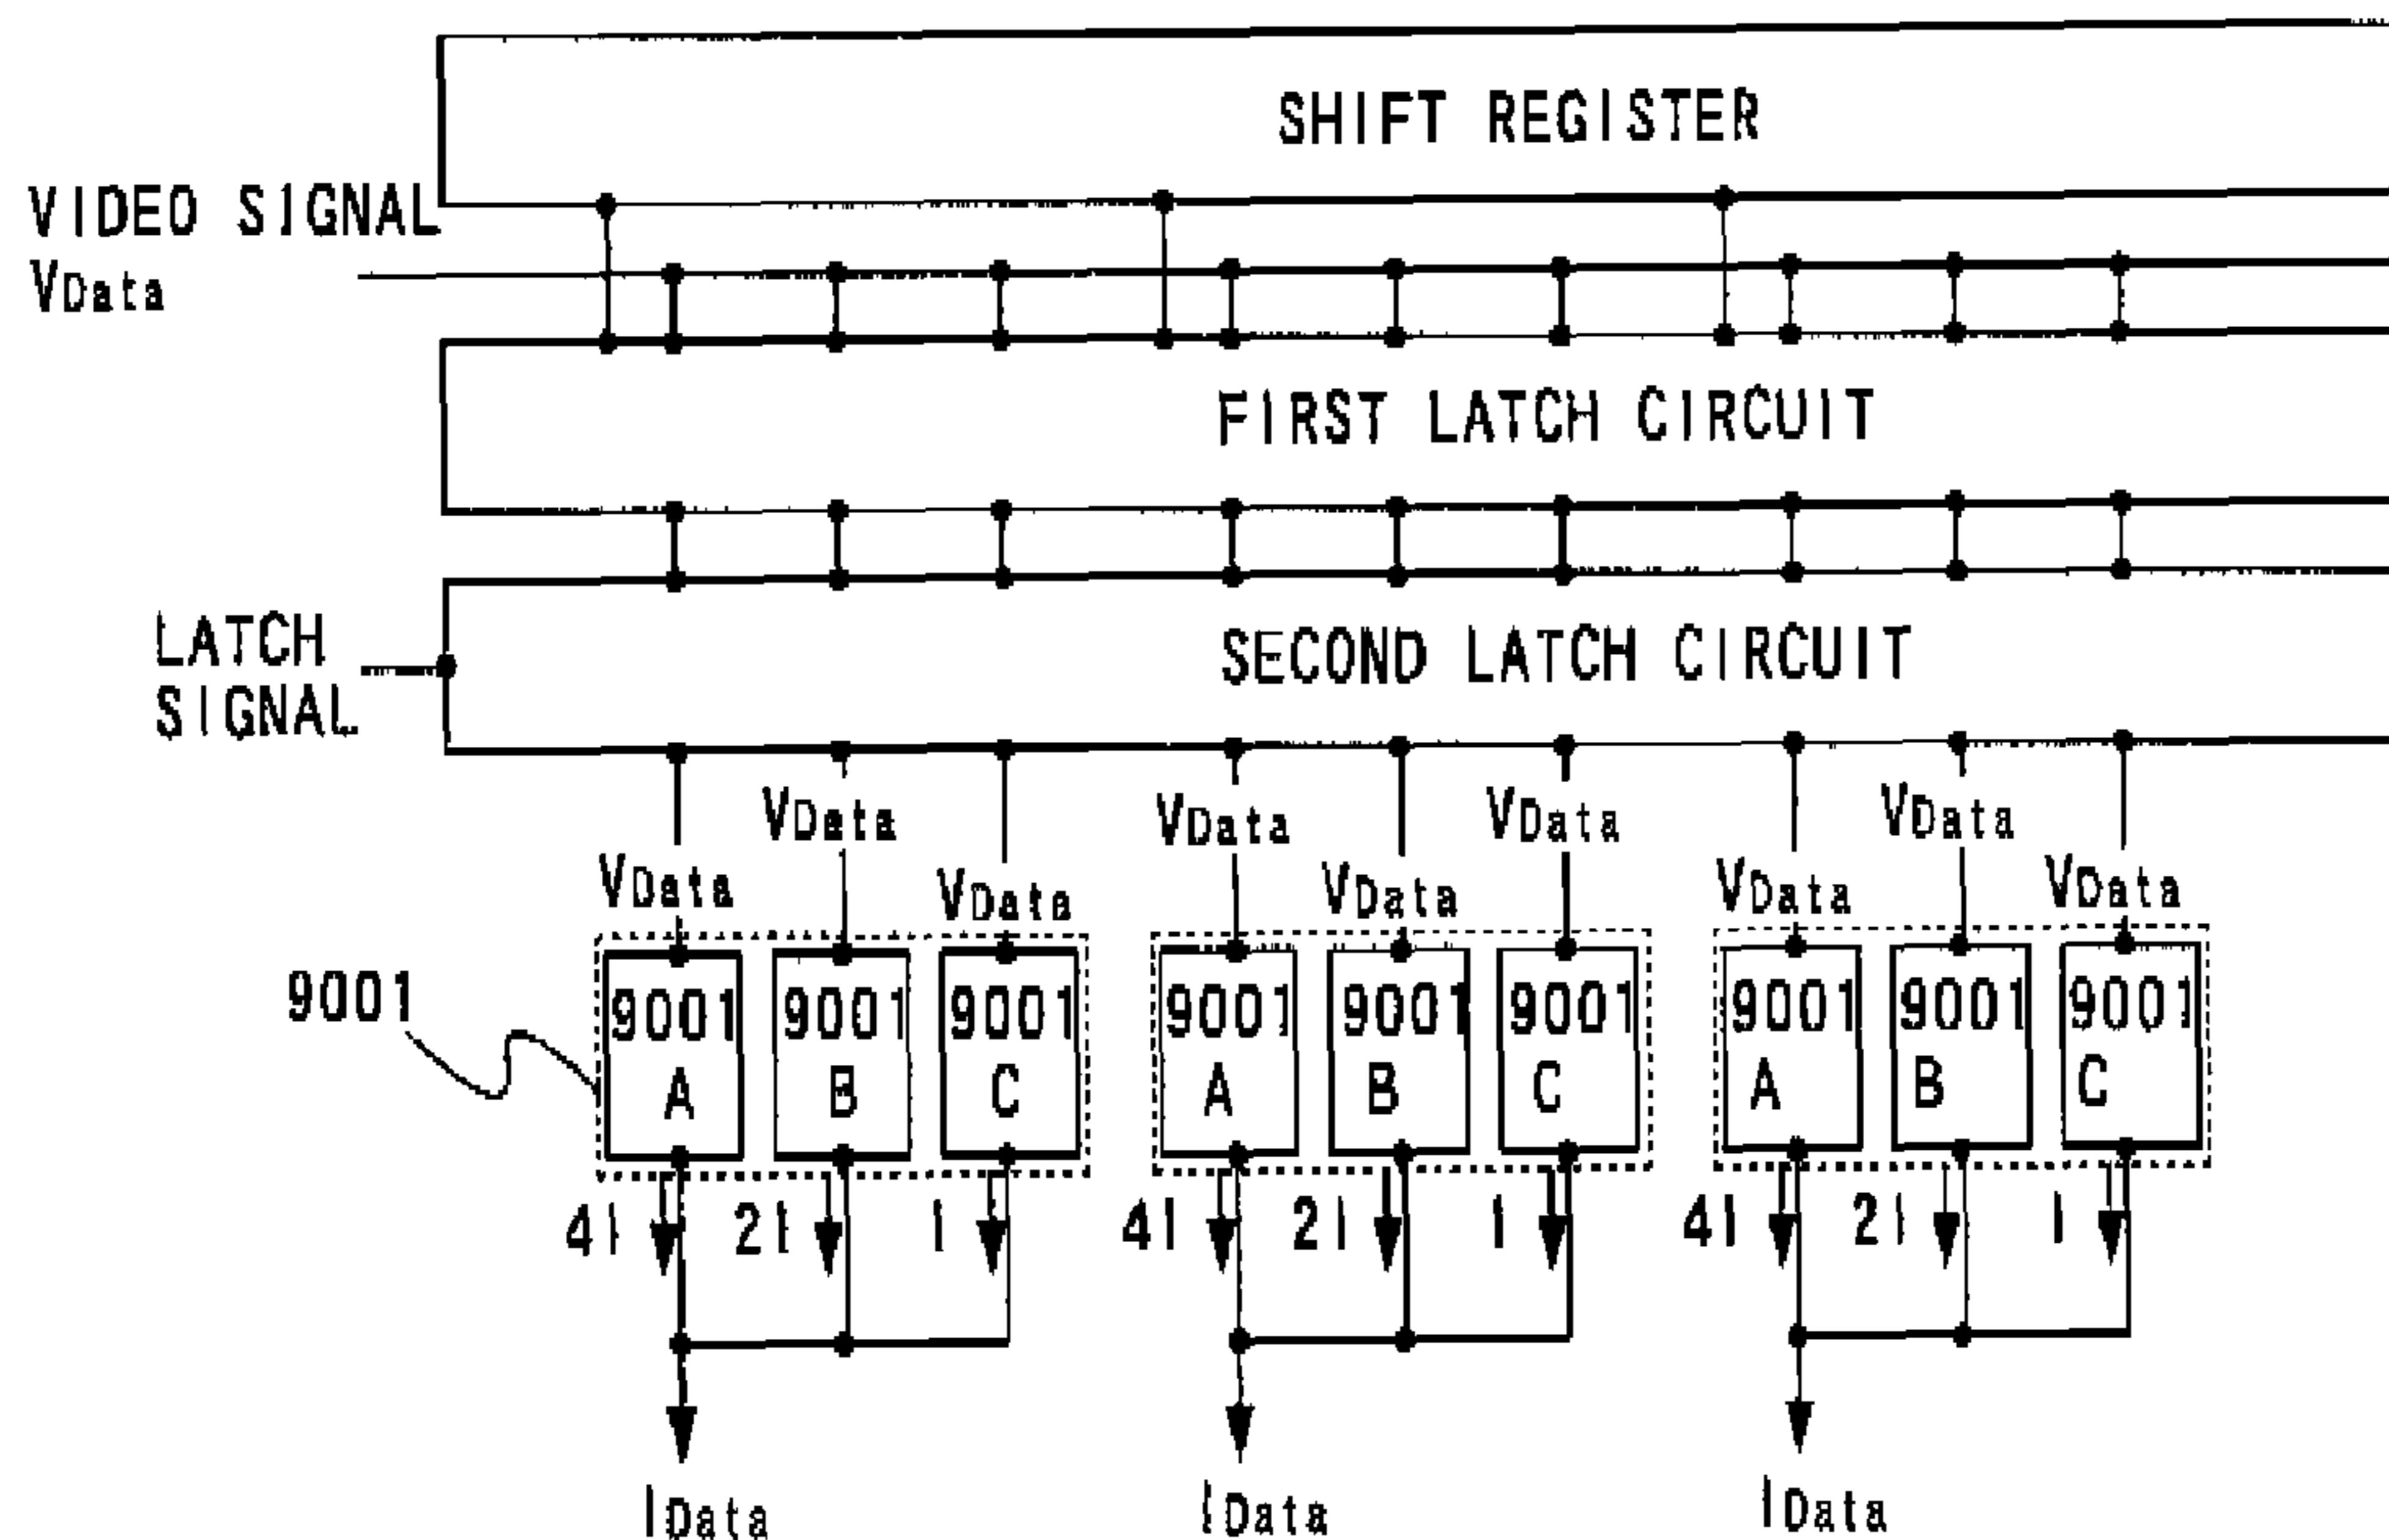 SHIFT REGISTER
VIDEO SIGNAL
VData
FIRST LATCH CIRCUIT
LATCH
SIGNAL
SECOND LATCH CIRCUIT
VData VData VData VData VData VData VData VData VData
9001
9001 9001 9001 9001 9001 9001 9001 9001 9001
A B C A B C A B C
4I 2I I 4I 2I I 4I 2I I
IData IData IData